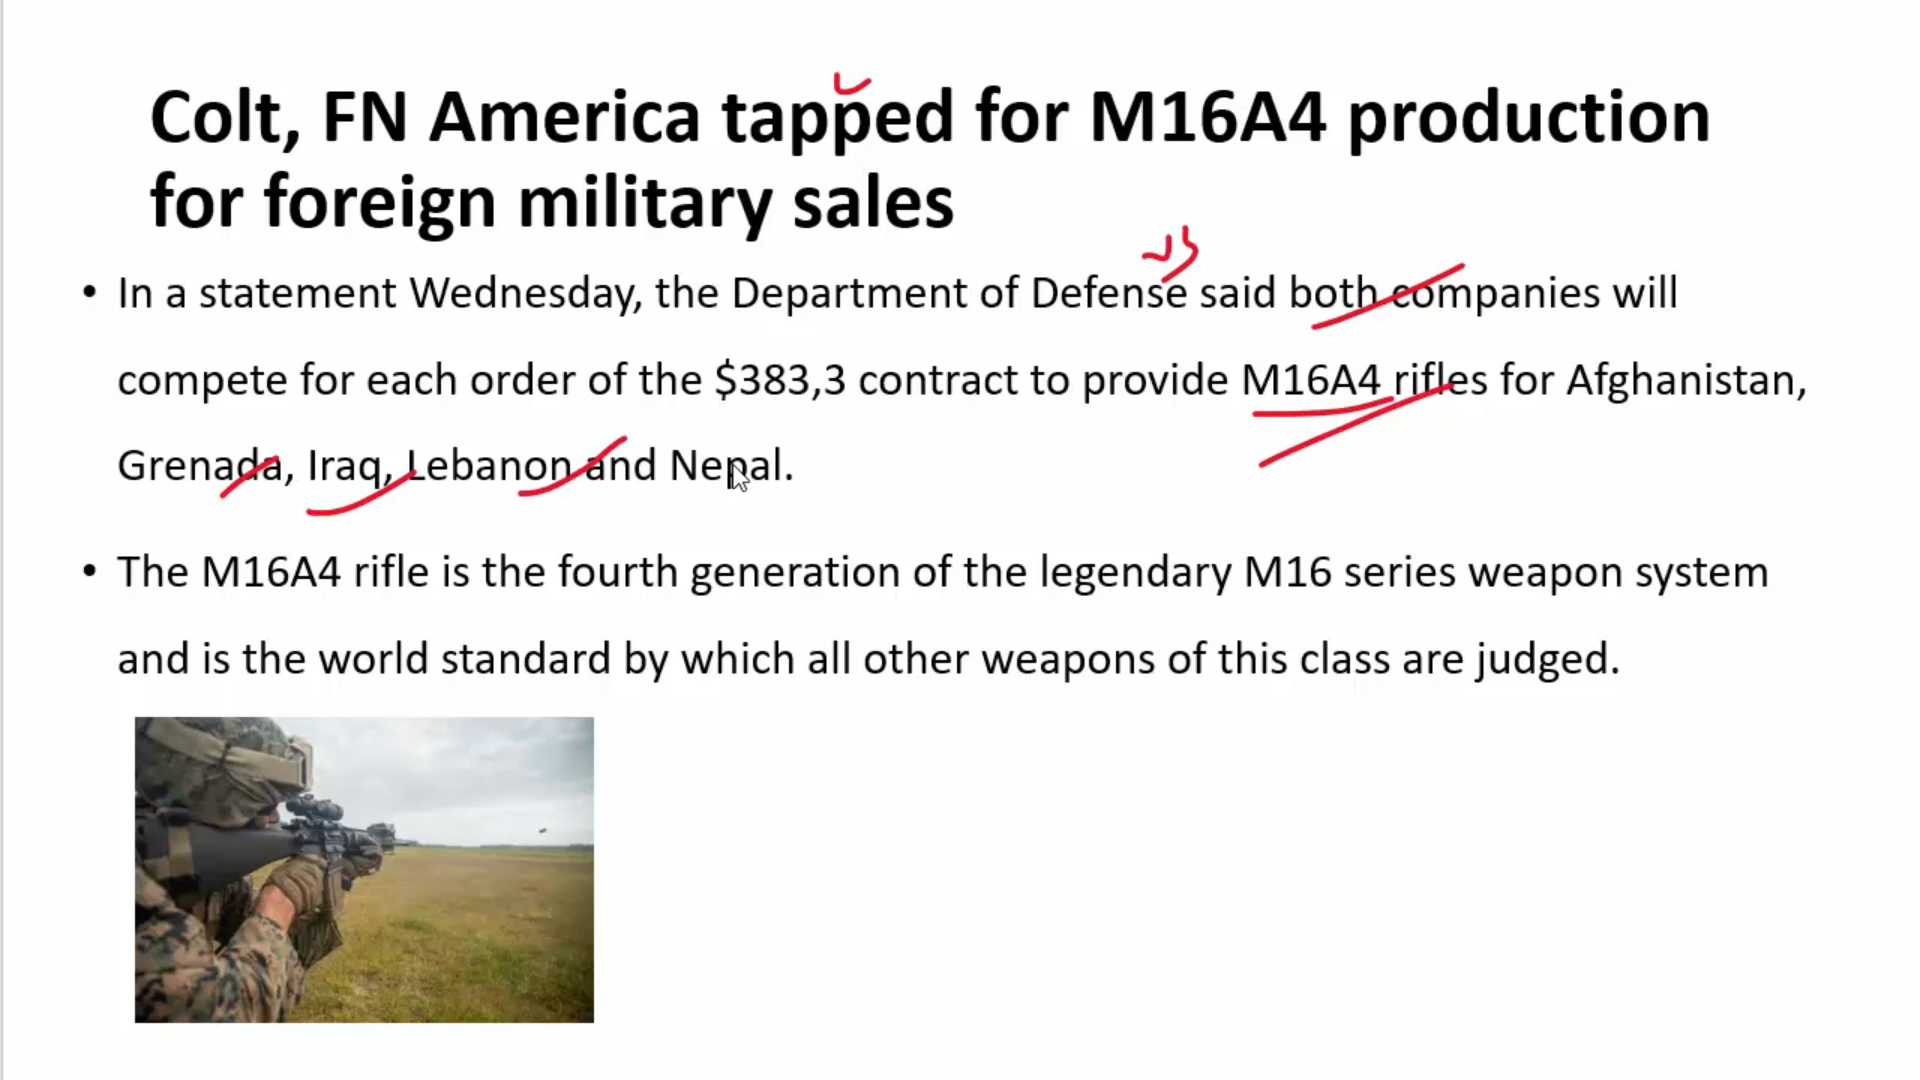 Colt, FN America tapped for M16A4 production
for foreign military sales
• In a statement Wednesday, the Department of Defense said both companies will
compete for each order of the $383,3 contract to provide M16A4 rifles for Afghanistan,
Grenada, Iraq, Lebanon and Nepal.
• The M16A4 rifle is the fourth generation of the legendary M16 series weapon system
and is the world standard by which all other weapons of this class are judged.